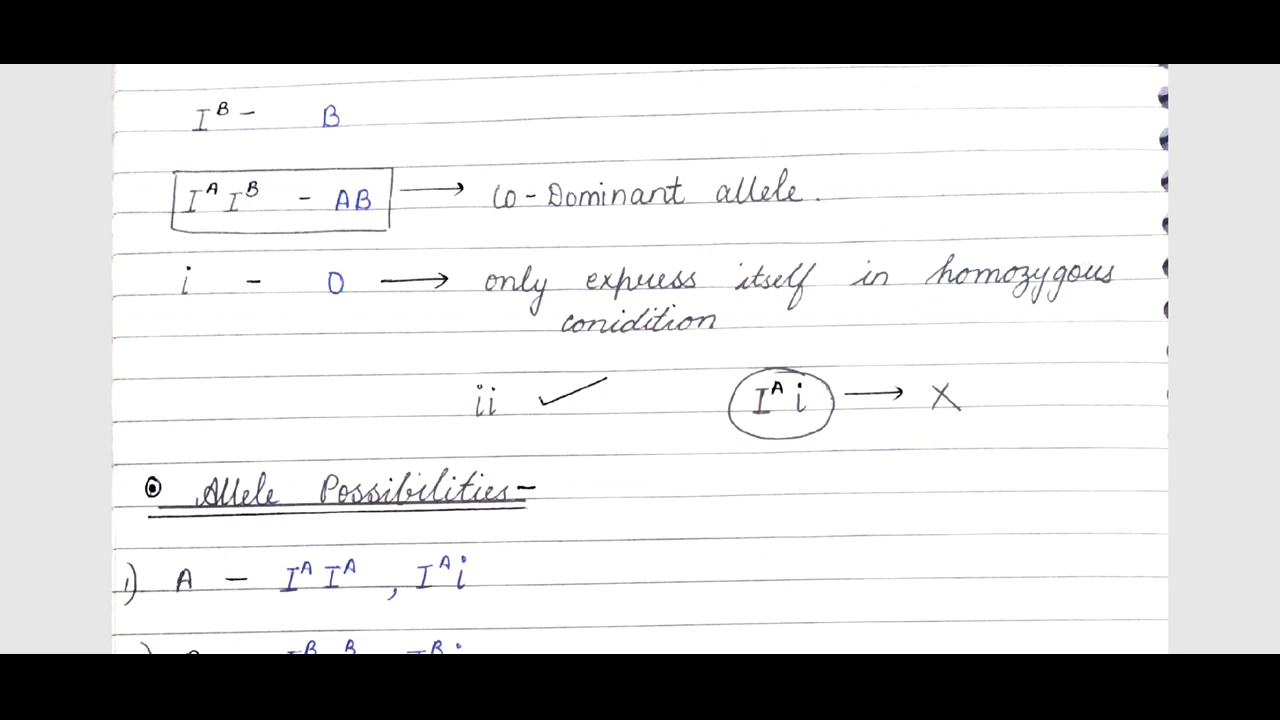 I^B - B
I^A I^B - AB → Co-Dominant allele.
i - O → only express itself in homozygous
conidition
ii ✓ I^A i → X
⊙ Allele Possibilities-
1) A - I^A I^A , I^A i